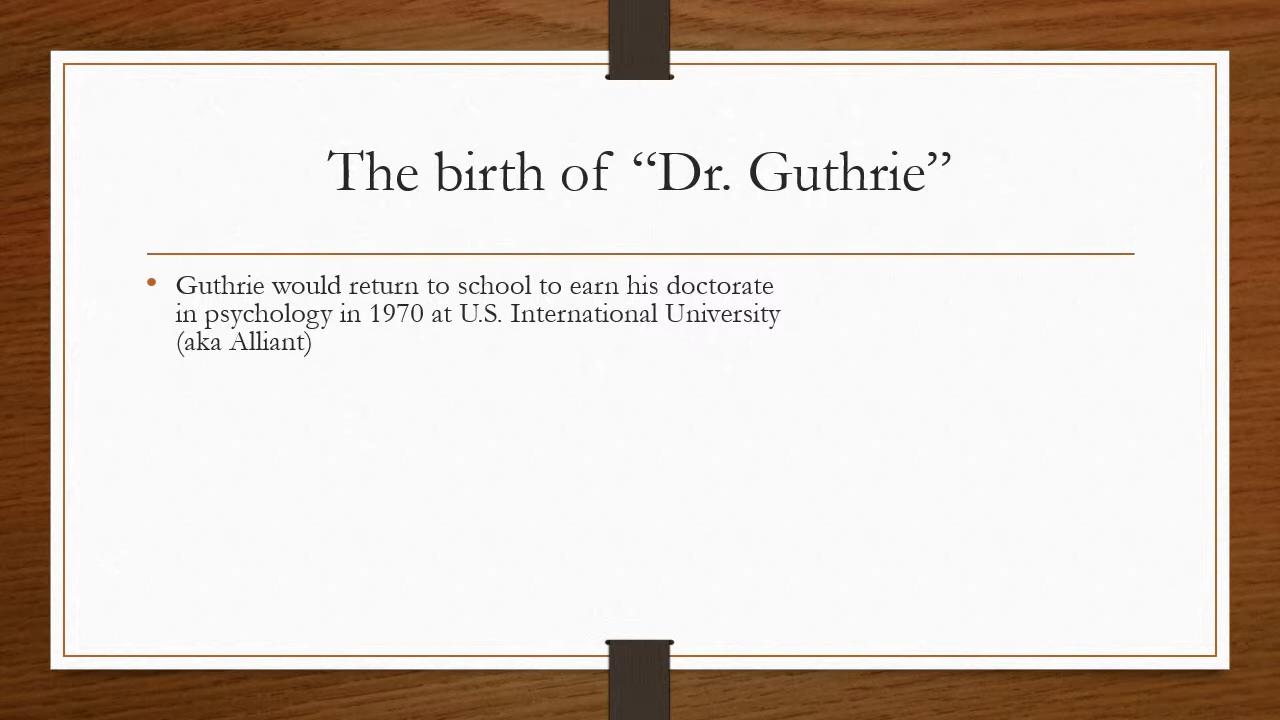 The birth of “Dr. Guthrie”
• Guthrie would return to school to earn his doctorate
in psychology in 1970 at U.S. International University
(aka Alliant)